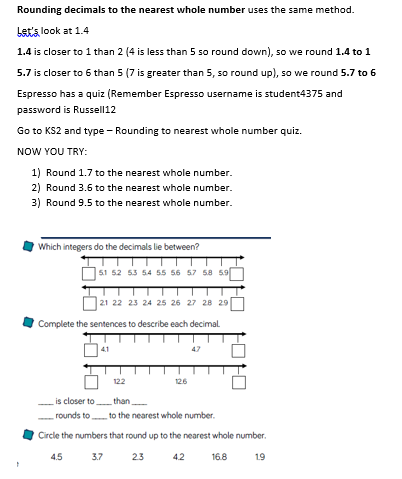 Rounding decimals to the nearest whole number uses the same method.
Let's look at 1.4
1.4 is closer to 1 than 2 (4 is less than 5 so round down), so we round 1.4 to 1
5.7 is closer to 6 than 5 (7 is greater than 5, so round up), so we round 5.7 to 6
Espresso has a quiz (Remember Espresso username is student4375 and
password is Russell12
Go to KS2 and type – Rounding to nearest whole number quiz.
NOW YOU TRY:
1) Round 1.7 to the nearest whole number.
2) Round 3.6 to the nearest whole number.
3) Round 9.5 to the nearest whole number.
Which integers do the decimals lie between?
5.1 5.2 5.3 5.4 5.5 5.6 5.7 5.8 5.9
2.1 2.2 2.3 2.4 2.5 2.6 2.7 2.8 2.9
Complete the sentences to describe each decimal.
4.1 4.7
12.2 12.6
___ is closer to ___ than ___
___ rounds to ___ to the nearest whole number.
Circle the numbers that round up to the nearest whole number.
4.5 3.7 2.3 4.2 16.8 1.9